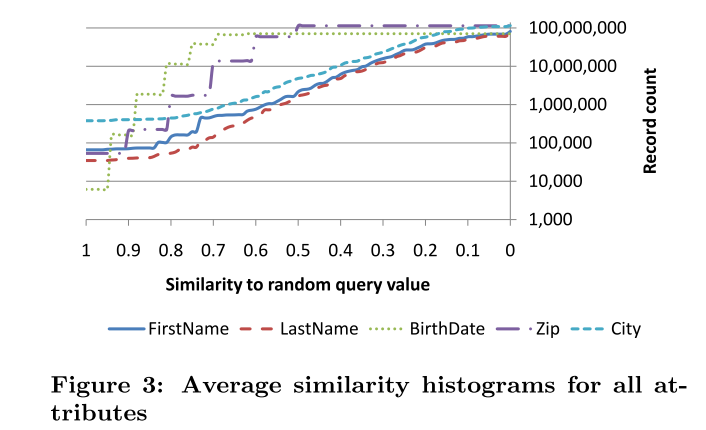 100,000,000
10,000,000
1,000,000
100,000
10,000
1,000
Record count
1 0.9 0.8 0.7 0.6 0.5 0.4 0.3 0.2 0.1 0
Similarity to random query value
FirstName LastName BirthDate Zip City
Figure 3: Average similarity histograms for all at-
tributes